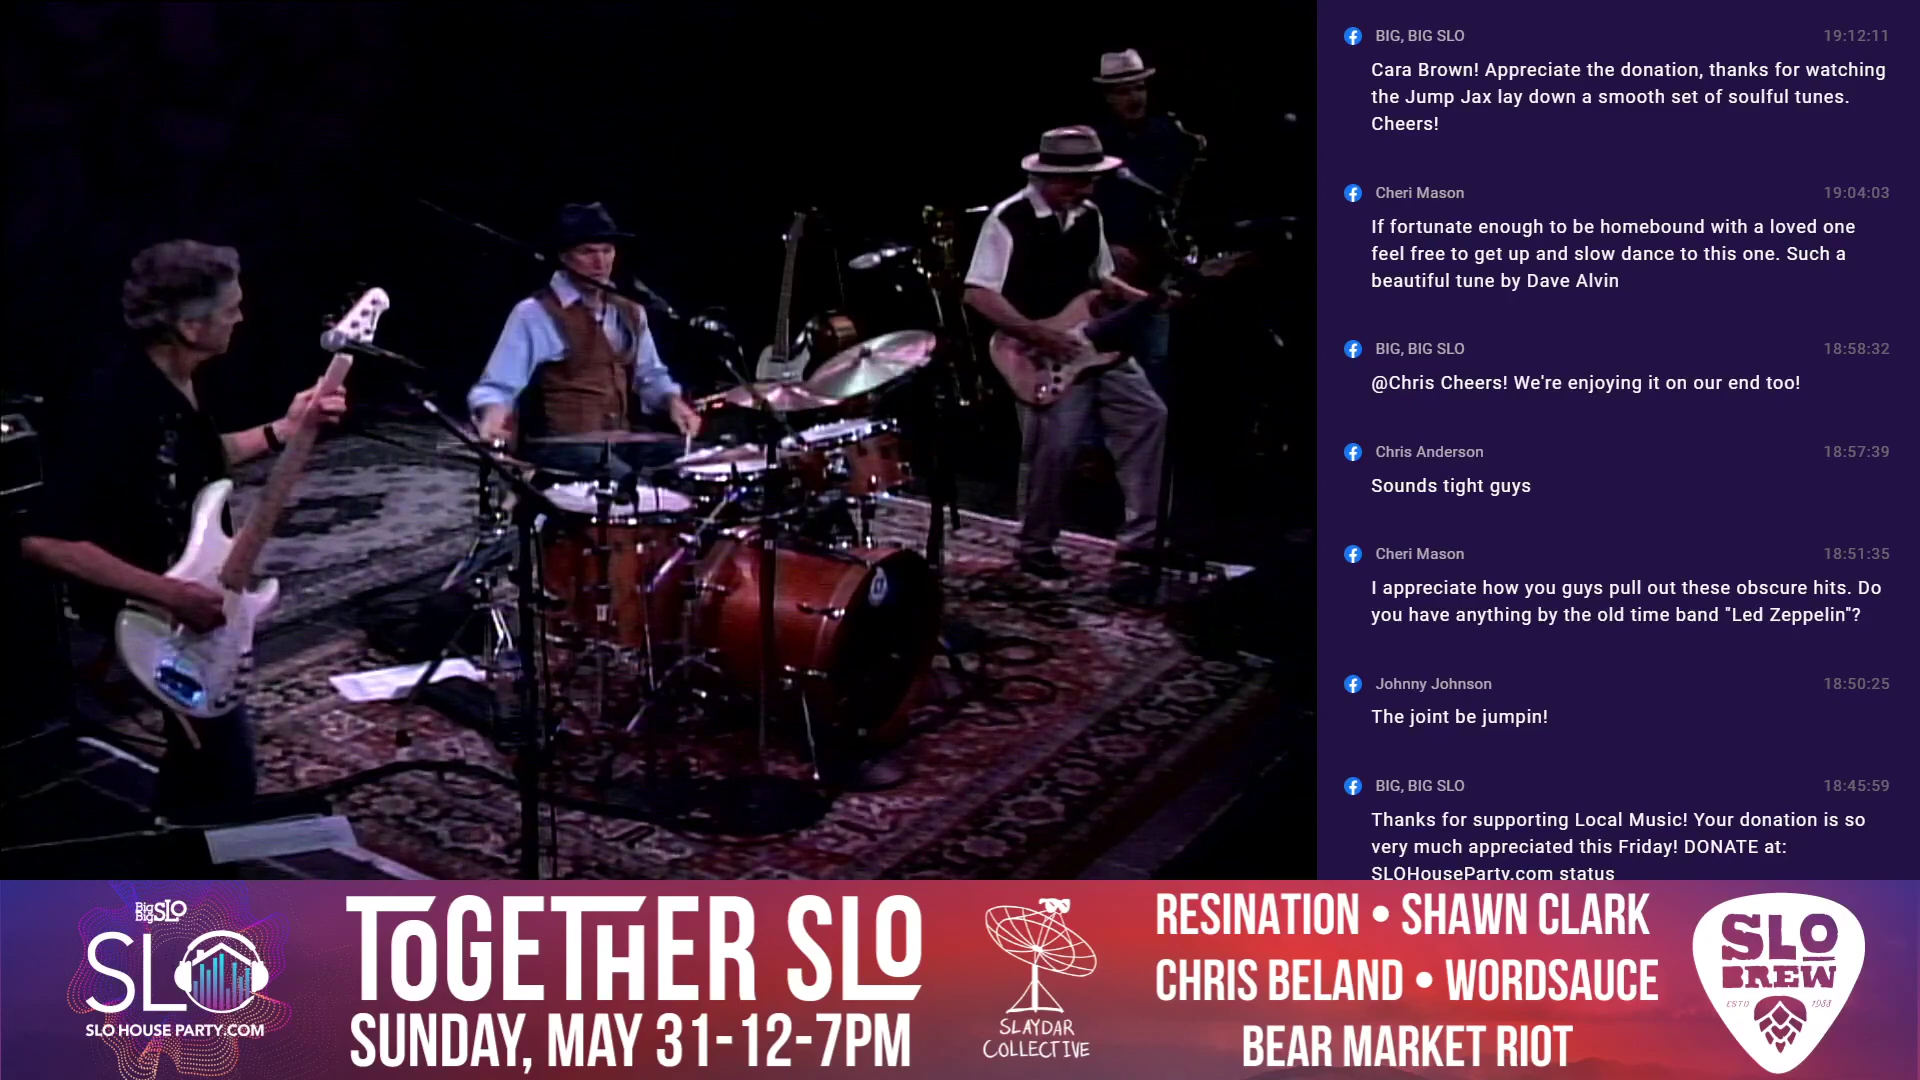 BIG, BIG SLO 19:12:11
Cara Brown! Appreciate the donation, thanks for watching
the Jump Jax lay down a smooth set of soulful tunes.
Cheers!
Cheri Mason 19:04:03
If fortunate enough to be homebound with a loved one
feel free to get up and slow dance to this one. Such a
beautiful tune by Dave Alvin
BIG, BIG SLO 18:58:32
@Chris Cheers! We're enjoying it on our end too!
Chris Anderson 18:57:39
Sounds tight guys
Cheri Mason 18:51:35
I appreciate how you guys pull out these obscure hits. Do
you have anything by the old time band "Led Zeppelin"?
Johnny Johnson 18:50:25
The joint be jumpin!
BIG, BIG SLO 18:45:59
Thanks for supporting Local Music! Your donation is so
very much appreciated this Friday! DONATE at:
SLOHouseParty.com status
Big Big SLO
SLO
SLO HOUSE PARTY.COM
ToGETHER SLo
SUNDAY, MAY 31-12-7PM
SLAYDAR
COLLECTIVE
RESINATION • SHAWN CLARK
CHRIS BELAND • WORDSAUCE
BEAR MARKET RIOT
SLO
BREW
ESTD 1988